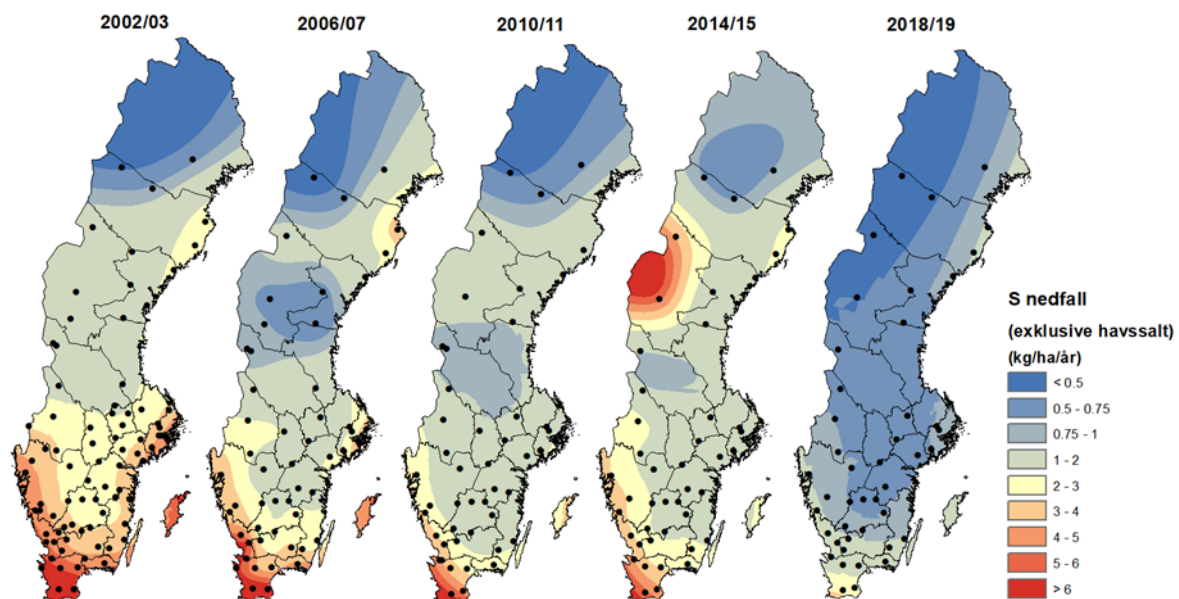 2002/03
2006/07
2010/11
2014/15
2018/19
S nedfall
(exklusive havssalt)
(kg/ha/år)
< 0.5
0.5 - 0.75
0.75 - 1
1 - 2
2 - 3
3 - 4
4 - 5
5 - 6
> 6